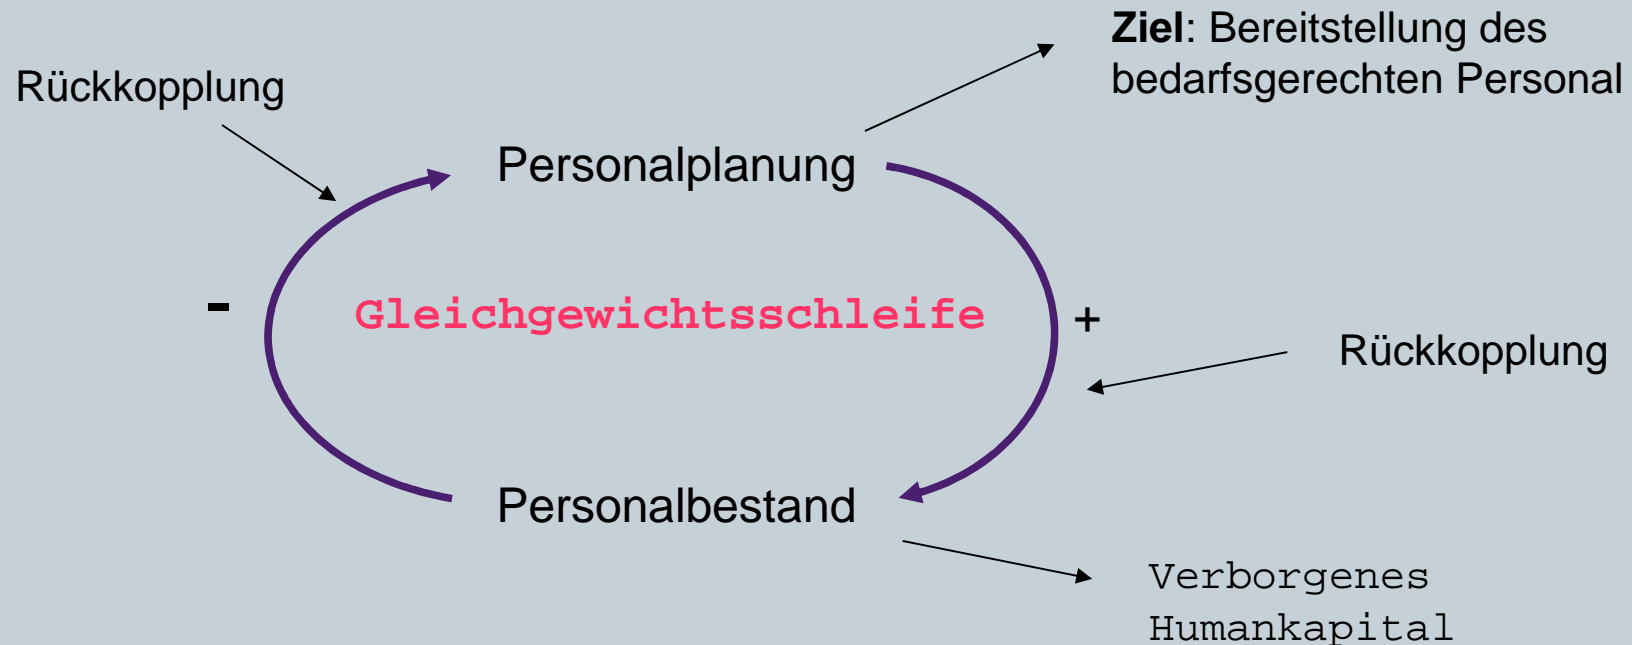 Ziel: Bereitstellung des
bedarfsgerechten Personal
Rückkopplung
Personalplanung
-
Gleichgewichtsschleife
+
Rückkopplung
Personalbestand
Verborgenes
Humankapital